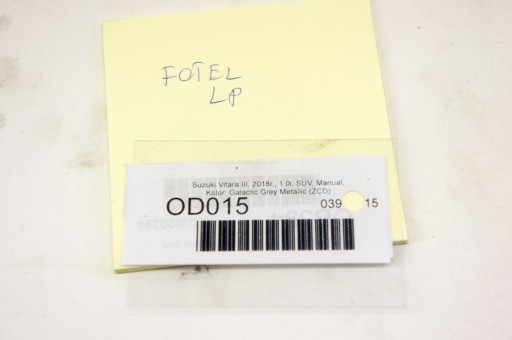 FOTEL
LP
Suzuki Vitara III, 2018r., 1.0i, SUV, Manual,
Kolor: Galactic Grey Metallic (ZCD)
OD015
039 15